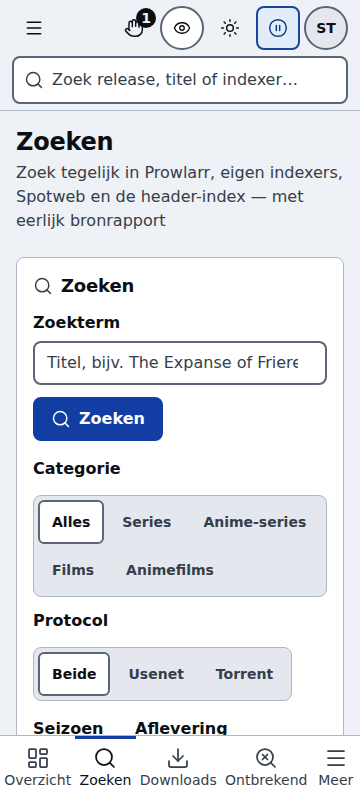 1
ST
Zoek release, titel of indexer...
Zoeken
Zoek tegelijk in Prowlarr, eigen indexers,
Spotweb en de header-index — met
eerlijk bronrapport
Zoeken
Zoekterm
Titel, bijv. The Expanse of Friere
Zoeken
Categorie
Alles Series Anime-series
Films Animefilms
Protocol
Beide Usenet Torrent
Seizoen Aflevering
Overzicht Zoeken Downloads Ontbrekend Meer